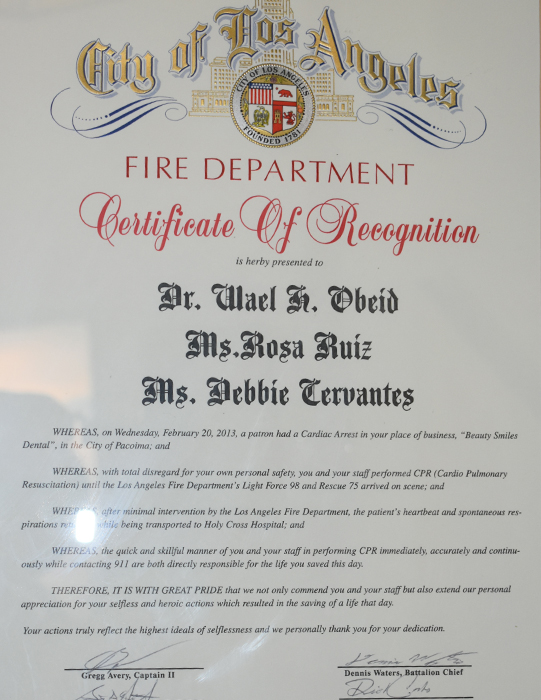 City of Los Angeles
CITY OF LOS ANGELES
FOUNDED 1781
FIRE DEPARTMENT
Certificate Of Recognition
is herby presented to
Dr. Wael H. Obeid
Ms.Rosa Ruiz
Ms. Debbie Cervantes
WHEREAS, on Wednesday, February 20, 2013, a patron had a Cardiac Arrest in your place of business, “Beauty Smiles
Dental”, in the City of Pacoima; and
WHEREAS, with total disregard for your own personal safety, you and your staff performed CPR (Cardio Pulmonary
Resuscitation) until the Los Angeles Fire Department's Light Force 98 and Rescue 75 arrived on scene; and
WHEREAS, after minimal intervention by the Los Angeles Fire Department, the patient's heartbeat and spontaneous res-
pirations while being transported to Holy Cross Hospital; and
WHEREAS, the quick and skillful manner of you and your staff in performing CPR immediately, accurately and continu-
ously while contacting 911 are both directly responsible for the life you saved this day.
THEREFORE, IT IS WITH GREAT PRIDE that we not only commend you and your staff but also extend our personal
appreciation for your selfless and heroic actions which resulted in the saving of a life that day.
Your actions truly reflect the highest ideals of selflessness and we personally thank you for your dedication.
Gregg Avery, Captain II
Dennis Waters, Battalion Chief
Rick